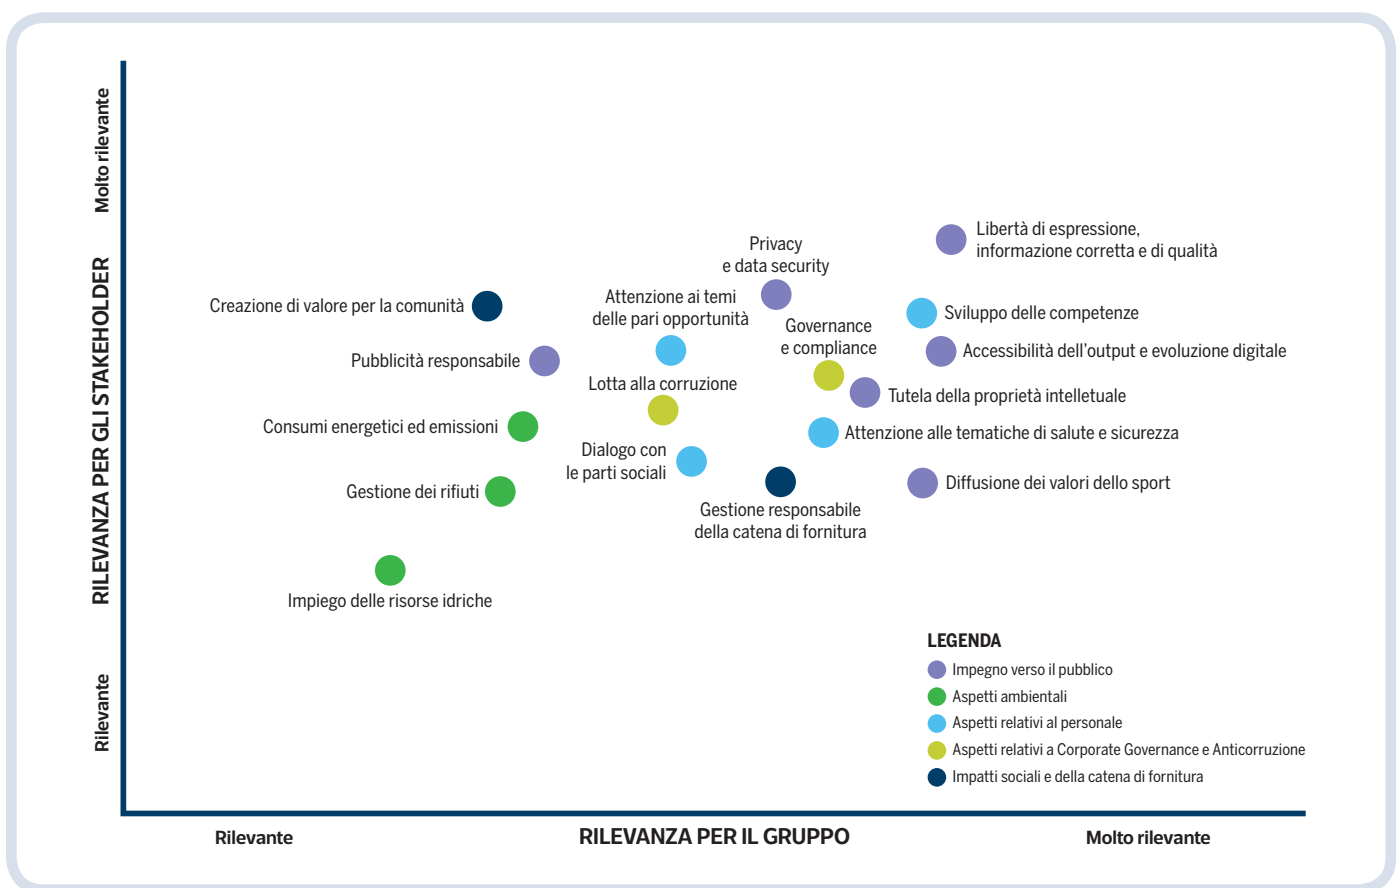 Molto rilevante
RILEVANZA PER GLI STAKEHOLDER
Rilevante
Libertà di espressione,
informazione corretta e di qualità
Privacy
e data security
Attenzione ai temi
delle pari opportunità
Creazione di valore per la comunità
Sviluppo delle competenze
Governance
e compliance
Accessibilità dell'output e evoluzione digitale
Pubblicità responsabile
Lotta alla corruzione
Tutela della proprietà intelletuale
Consumi energetici ed emissioni
Attenzione alle tematiche di salute e sicurezza
Dialogo con
le parti sociali
Diffusione dei valori dello sport
Gestione dei rifiuti
Gestione responsabile
della catena di fornitura
Impiego delle risorse idriche
LEGENDA
Impegno verso il pubblico
Aspetti ambientali
Aspetti relativi al personale
Aspetti relativi a Corporate Governance e Anticorruzione
Impatti sociali e della catena di fornitura
Rilevante
RILEVANZA PER IL GRUPPO
Molto rilevante